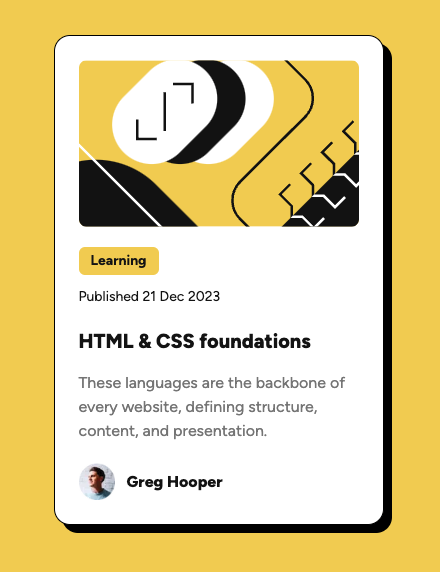 Learning
Published 21 Dec 2023
HTML & CSS foundations
These languages are the backbone of
every website, defining structure,
content, and presentation.
Greg Hooper